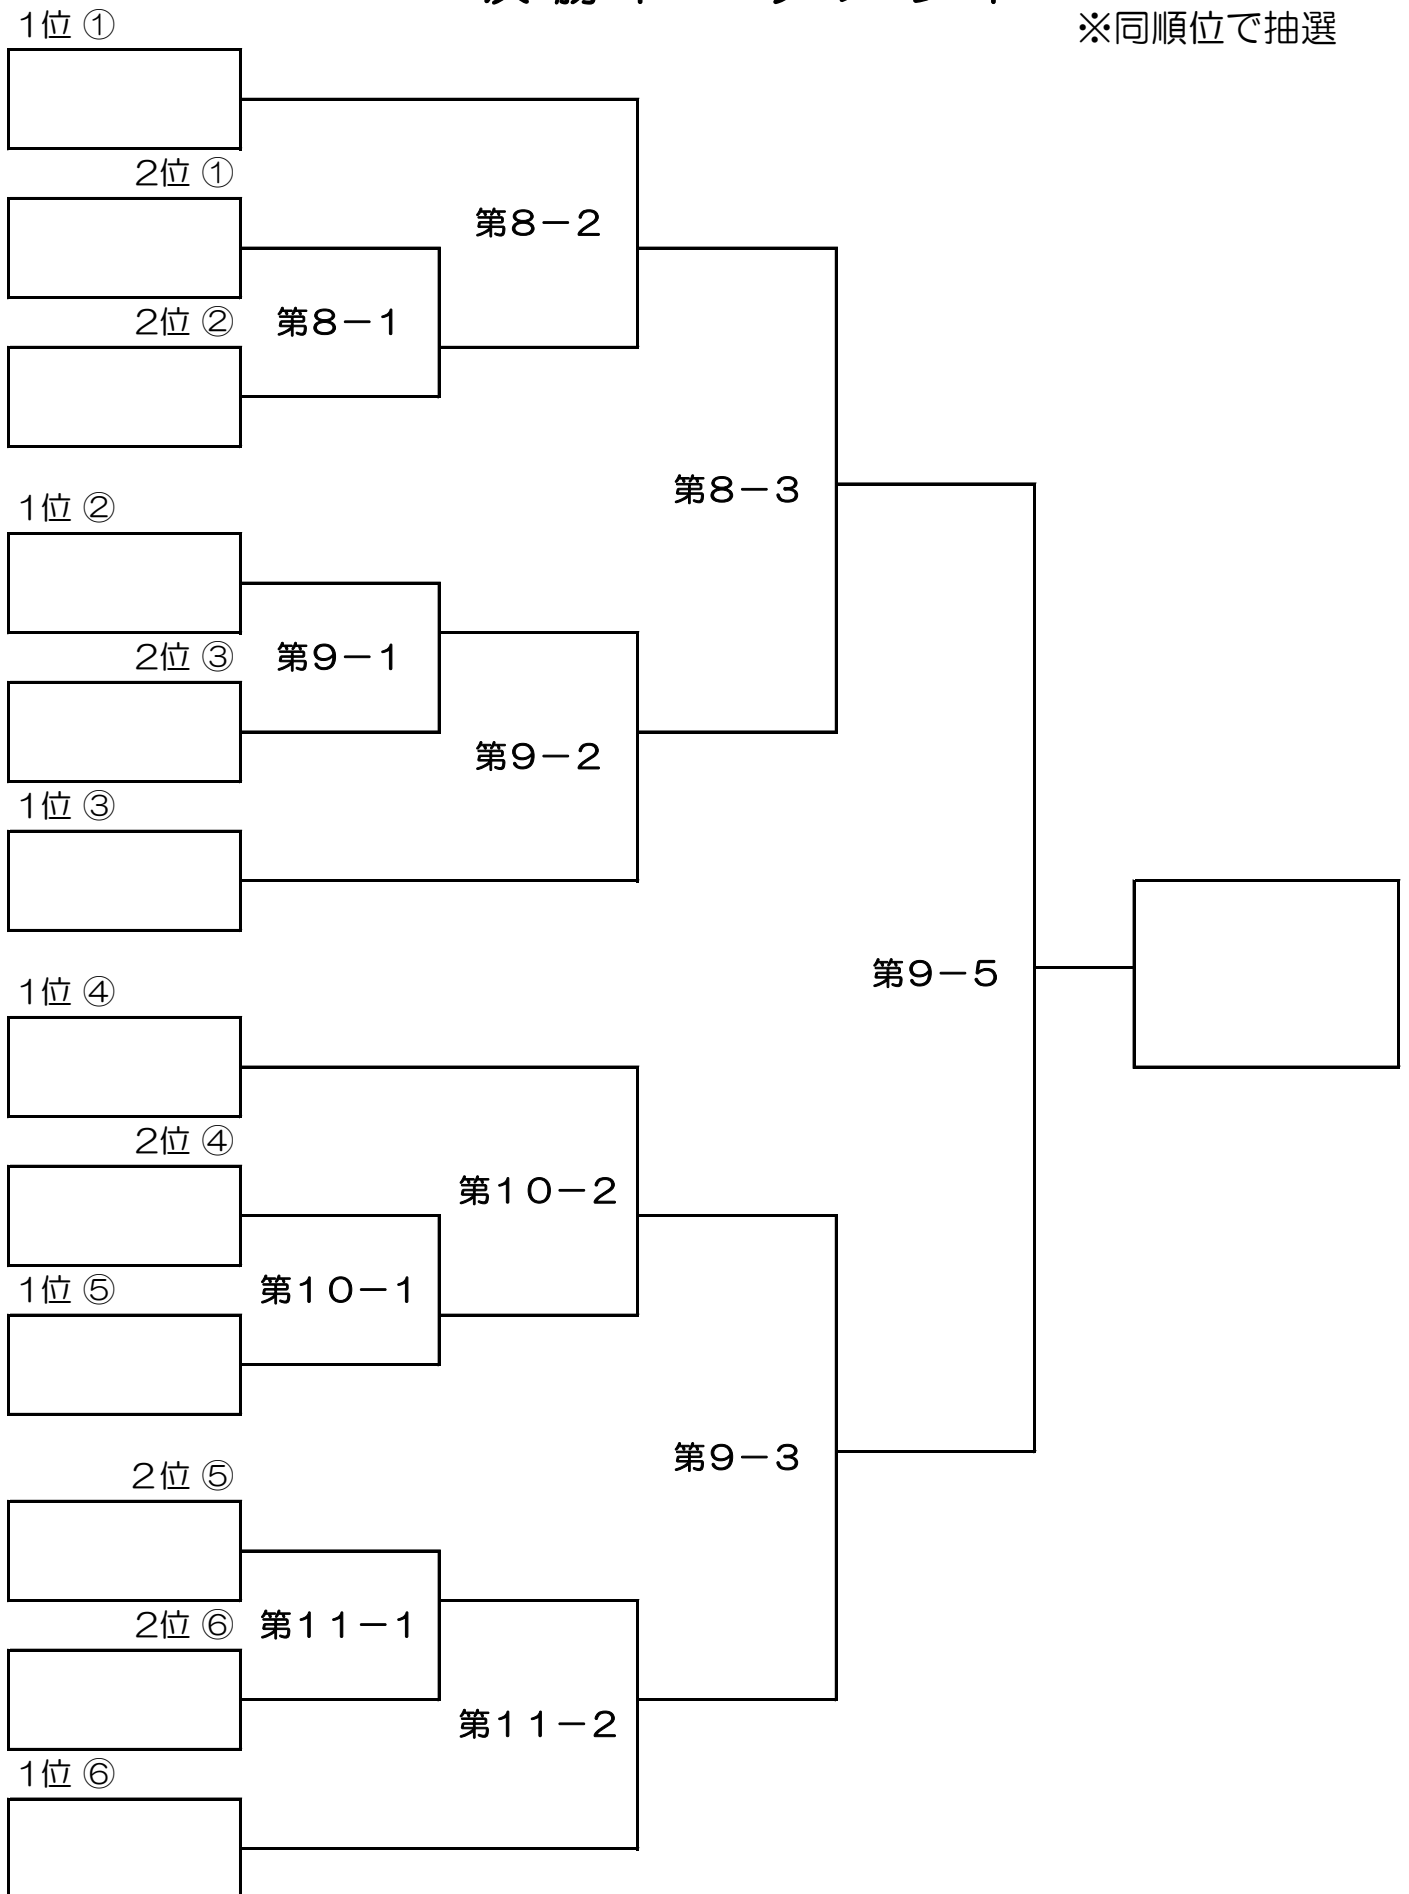 ※同順位で抽選
1位 ①
2位 ①
第8－2
2位 ②
第8－1
第8－3
1位 ②
2位 ③
第9－1
第9－2
1位 ③
第9－5
1位 ④
2位 ④
第10－2
1位 ⑤
第10－1
第9－3
2位 ⑤
2位 ⑥
第11－1
第11－2
1位 ⑥